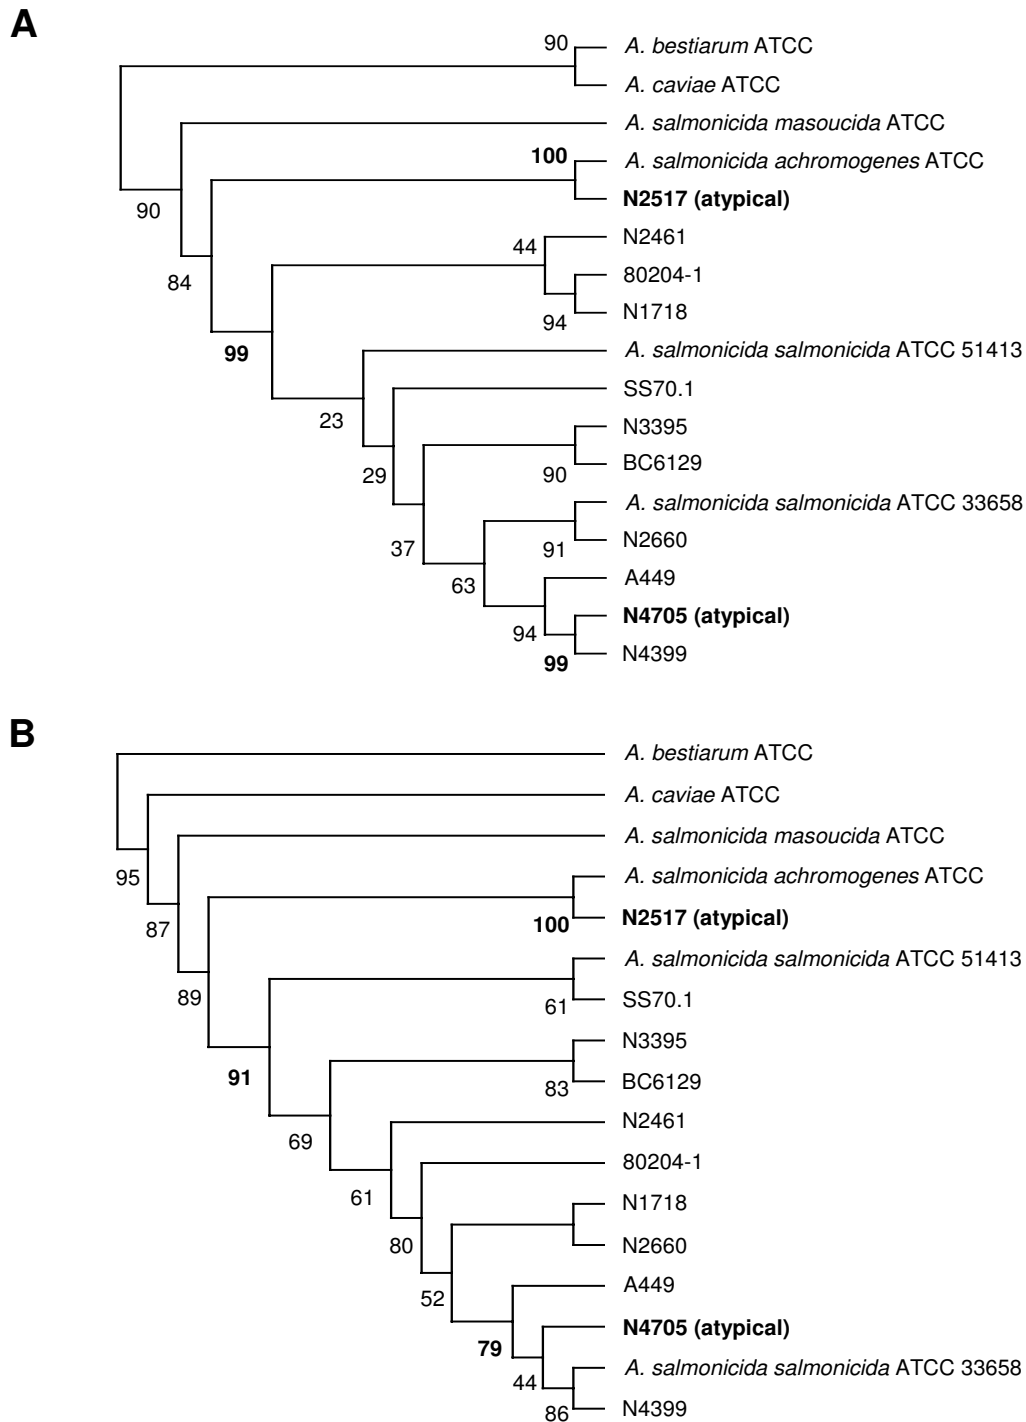 A
90 A. bestiarum ATCC
A. caviae ATCC
A. salmonicida masoucida ATCC
100 A. salmonicida achromogenes ATCC
N2517 (atypical)
90
N2461
44
80204-1
84
N1718
94
99
A. salmonicida salmonicida ATCC 51413
SS70.1
23
N3395
BC6129
29
90
A. salmonicida salmonicida ATCC 33658
N2660
37
91
A449
63
N4705 (atypical)
94
N4399
99
B
A. bestiarum ATCC
A. caviae ATCC
A. salmonicida masoucida ATCC
95
A. salmonicida achromogenes ATCC
N2517 (atypical)
100
87
A. salmonicida salmonicida ATCC 51413
89
SS70.1
61
N3395
91
BC6129
83
N2461
69
80204-1
61
N1718
80
N2660
A449
52
N4705 (atypical)
79
A. salmonicida salmonicida ATCC 33658
44
N4399
86